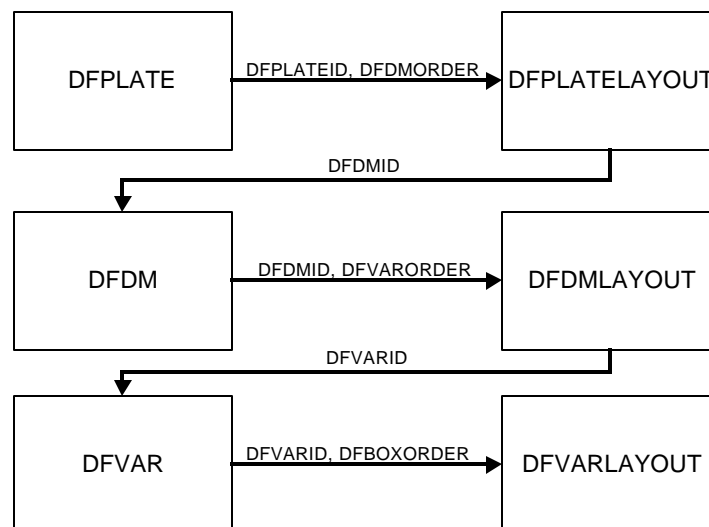 DFPLATE
DFPLATEID, DFDMORDER
DFPLATELAYOUT
DFDMID
DFDM
DFDMID, DFVARORDER
DFDMLAYOUT
DFVARID
DFVAR
DFVARID, DFBOXORDER
DFVARLAYOUT